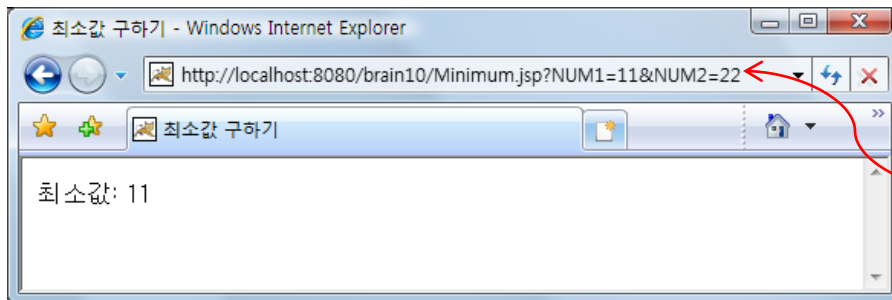 최소값 구하기 - Windows Internet Explorer
http://localhost:8080/brain10/Minimum.jsp?NUM1=11&NUM2=22
최소값 구하기
최소값: 11